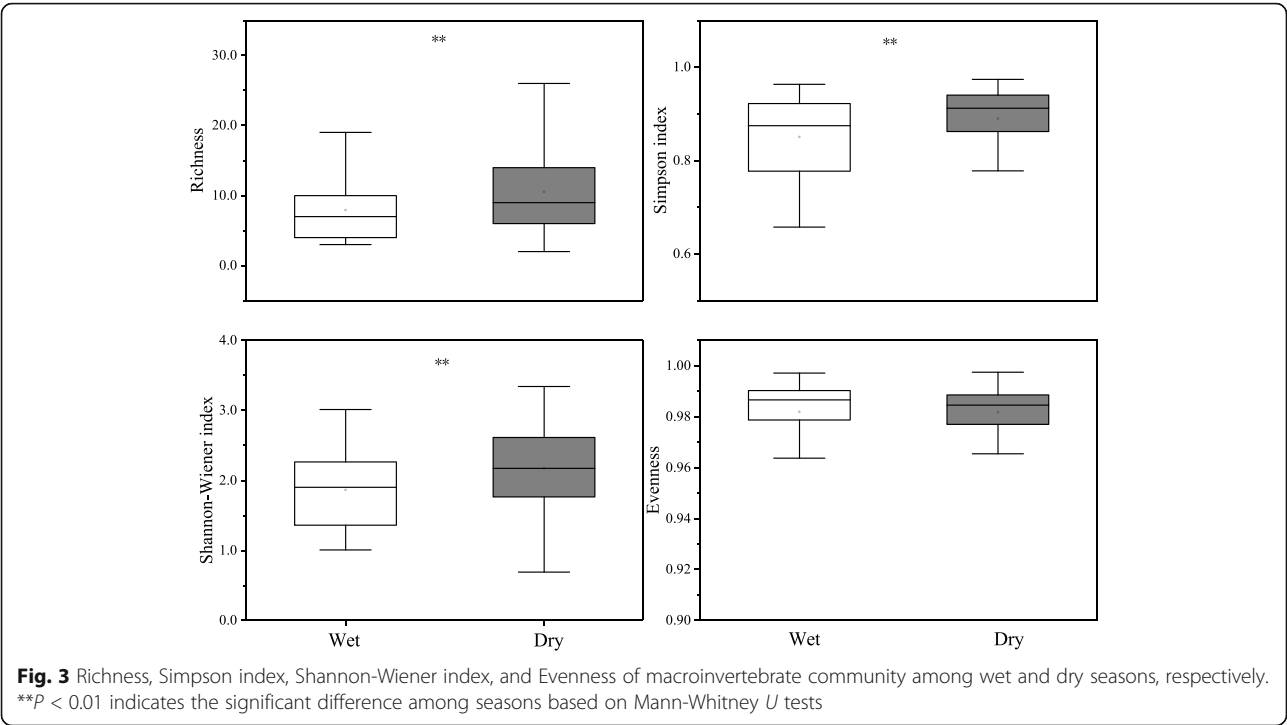 **
30.0
20.0
10.0
0.0
Richness
**
1.0
0.8
0.6
Simpson index
**
4.0
3.0
2.0
1.0
0.0
Shannon-Wiener index
Wet
Dry
1.00
0.98
0.96
0.94
0.92
0.90
Evenness
Wet
Dry
Fig. 3 Richness, Simpson index, Shannon-Wiener index, and Evenness of macroinvertebrate community among wet and dry seasons, respectively.
**P < 0.01 indicates the significant difference among seasons based on Mann-Whitney U tests